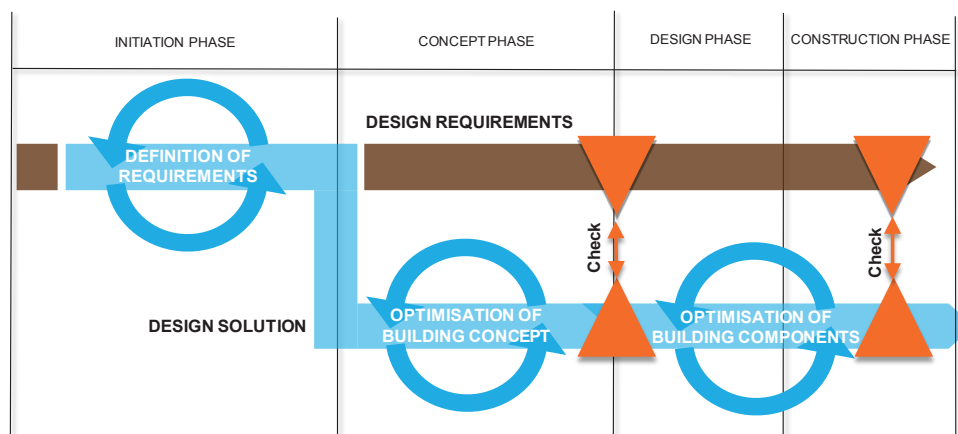 INITIATION PHASE
CONCEPT PHASE
DESIGN PHASE
CONSTRUCTION PHASE
DESIGN REQUIREMENTS
DEFINITION OF
REQUIREMENTS
Check
Check
DESIGN SOLUTION
OPTIMISATION OF
BUILDING CONCEPT
OPTIMISATION OF
BUILDING COMPONENTS